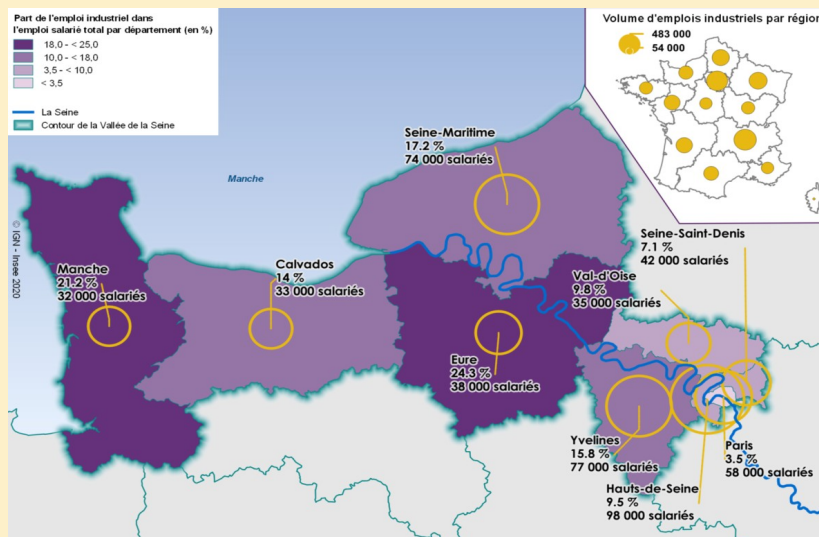 Part de l'emploi industriel dans
l'emploi salarié total par département (en %)
18,0 - < 25,0
10,0 - < 18,0
3,5 - < 10,0
< 3,5
La Seine
Contour de la Vallée de la Seine
Volume d'emplois industriels par région
483 000
54 000
Manche
© IGN - Insee 2020
Seine-Maritime
17.2 %
74 000 salariés
Seine-Saint-Denis
7.1 %
42 000 salariés
Manche
21.2 %
32 000 salariés
Calvados
14 %
33 000 salariés
Val-d'Oise
9.8 %
35 000 salariés
Eure
24.3 %
38 000 salariés
Yvelines
15.8 %
77 000 salariés
Paris
3.5 %
58 000 salariés
Hauts-de-Seine
9.5 %
98 000 salariés